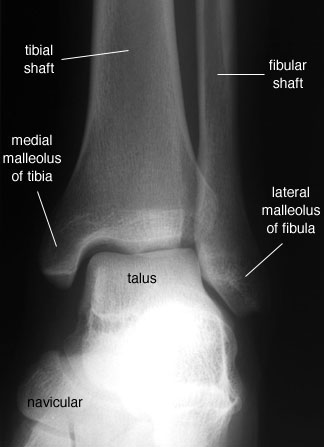 tibial
shaft
fibular
shaft
medial
malleolus
of tibia
lateral
malleolus
of fibula
talus
navicular